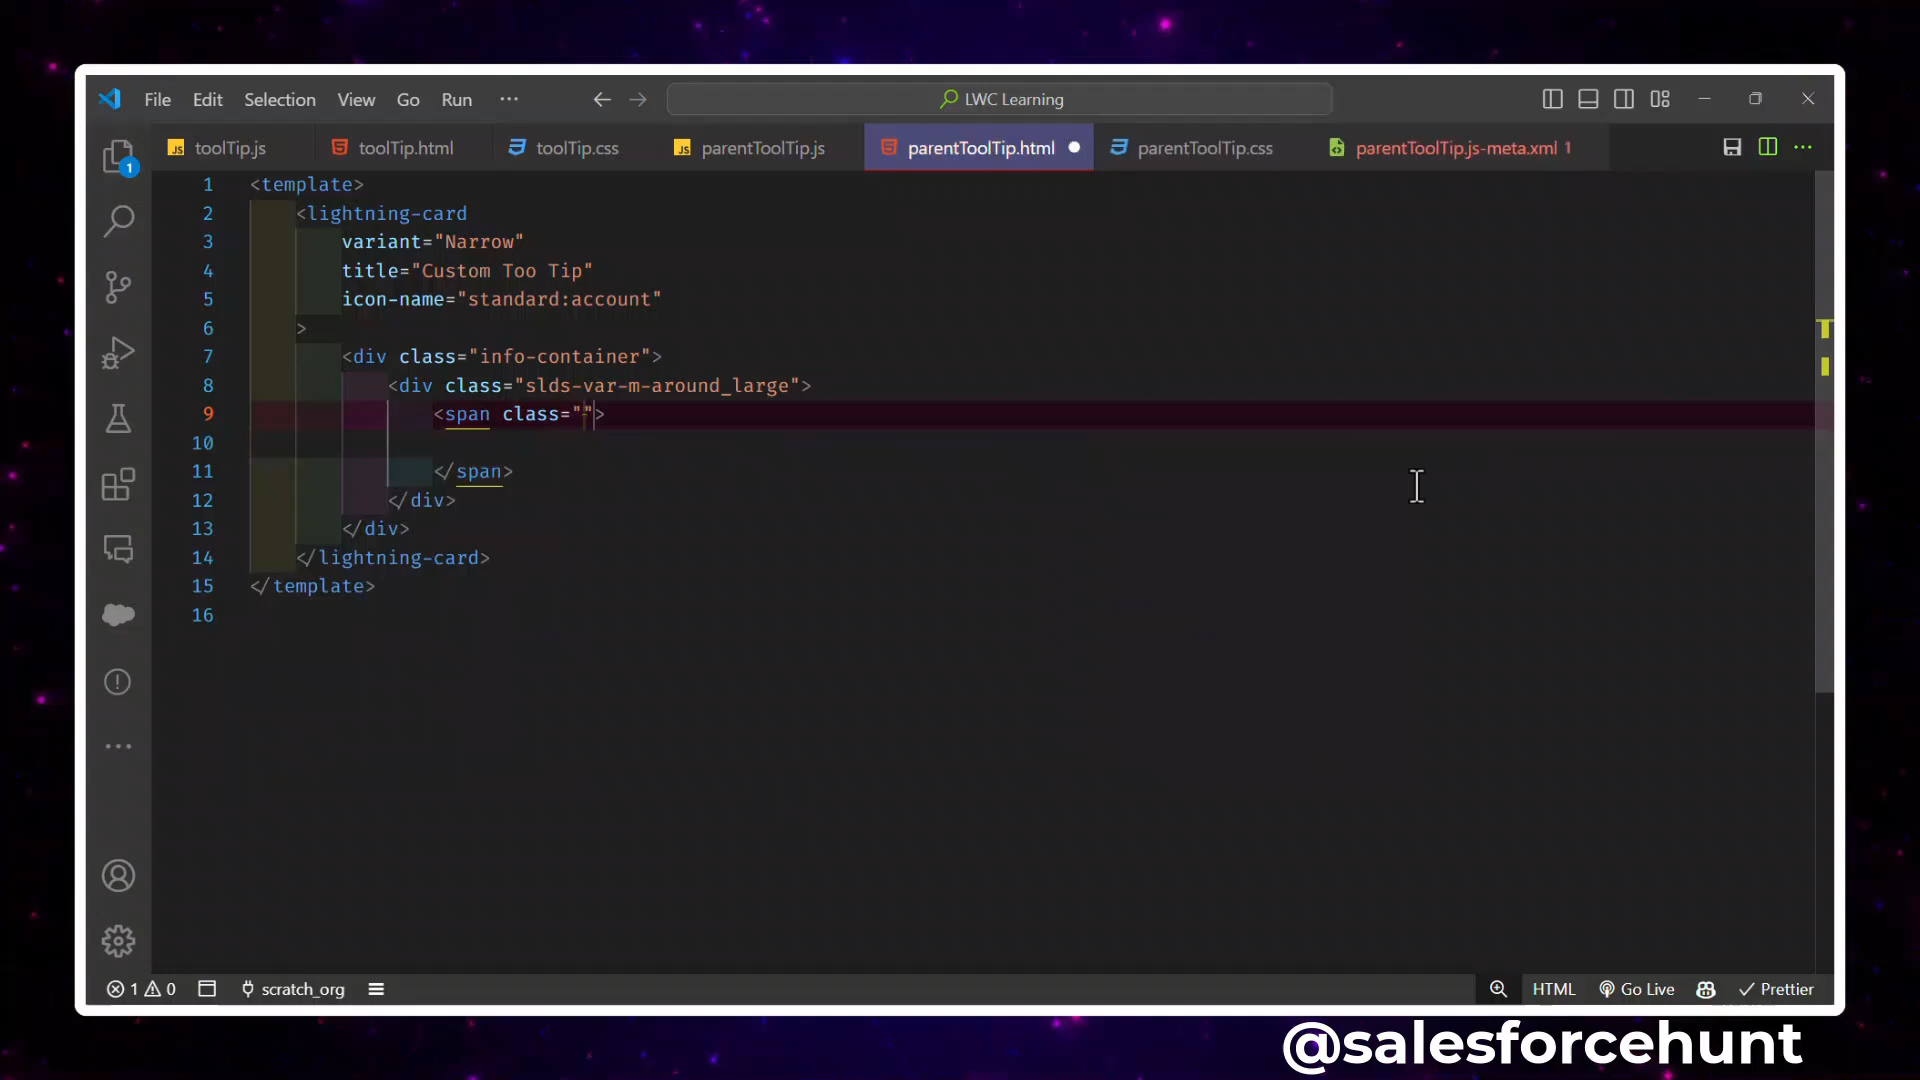 File Edit Selection View Go Run ··· LWC Learning
toolTip.js toolTip.html toolTip.css parentToolTip.js parentToolTip.html parentToolTip.css parentToolTip.js-meta.xml 1
1
1 <template>
2 <lightning-card
3 variant="Narrow"
4 title="Custom Too Tip"
5 icon-name="standard:account"
6 >
7 <div class="info-container">
8 <div class="slds-var-m-around_large">
9 <span class="">
10
11 </span>
12 </div>
13 </div>
14 </lightning-card>
15 </template>
16
1 0 scratch_org HTML Go Live Prettier
@salesforcehunt